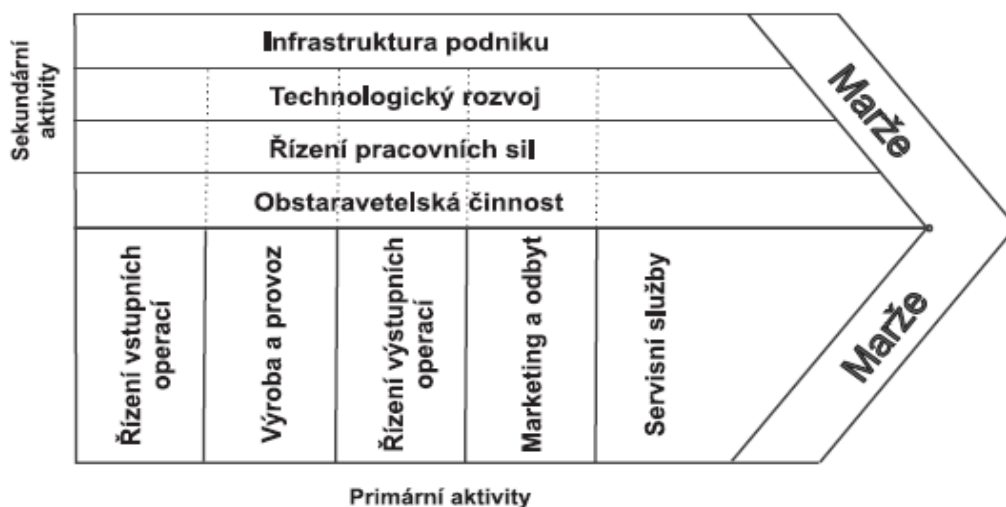 Sekundární
aktivity
Infrastruktura podniku
Technologický rozvoj
Řízení pracovních sil
Obstaravetelská činnost
Marže
Řízení vstupních
operací
Výroba a provoz
Řízení výstupních
operací
Marketing a odbyt
Servisní služby
Marže
Primární aktivity